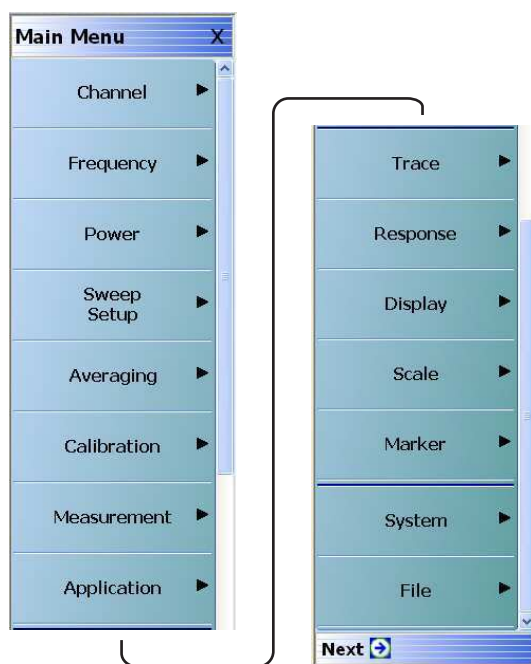 Main Menu X
Channel
Frequency
Power
Sweep
Setup
Averaging
Calibration
Measurement
Application
Trace
Response
Display
Scale
Marker
System
File
Next